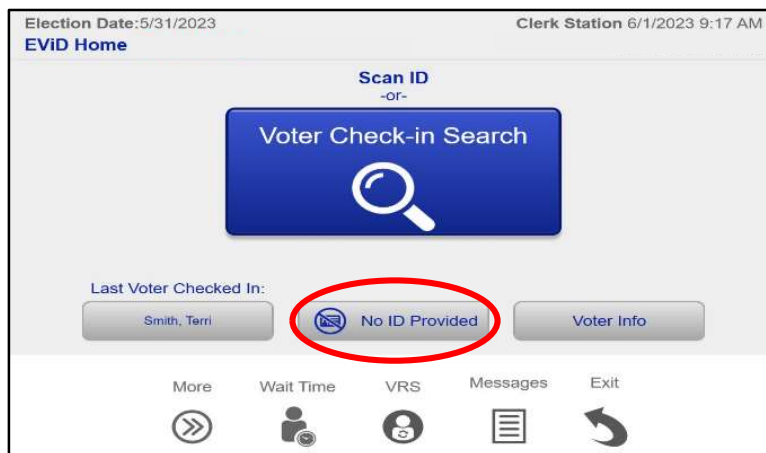 Election Date:5/31/2023
Clerk Station 6/1/2023 9:17 AM
EViD Home
Scan ID
-or-
Voter Check-in Search
Last Voter Checked In:
Smith, Terri
No ID Provided
Voter Info
More
Wait Time
VRS
Messages
Exit